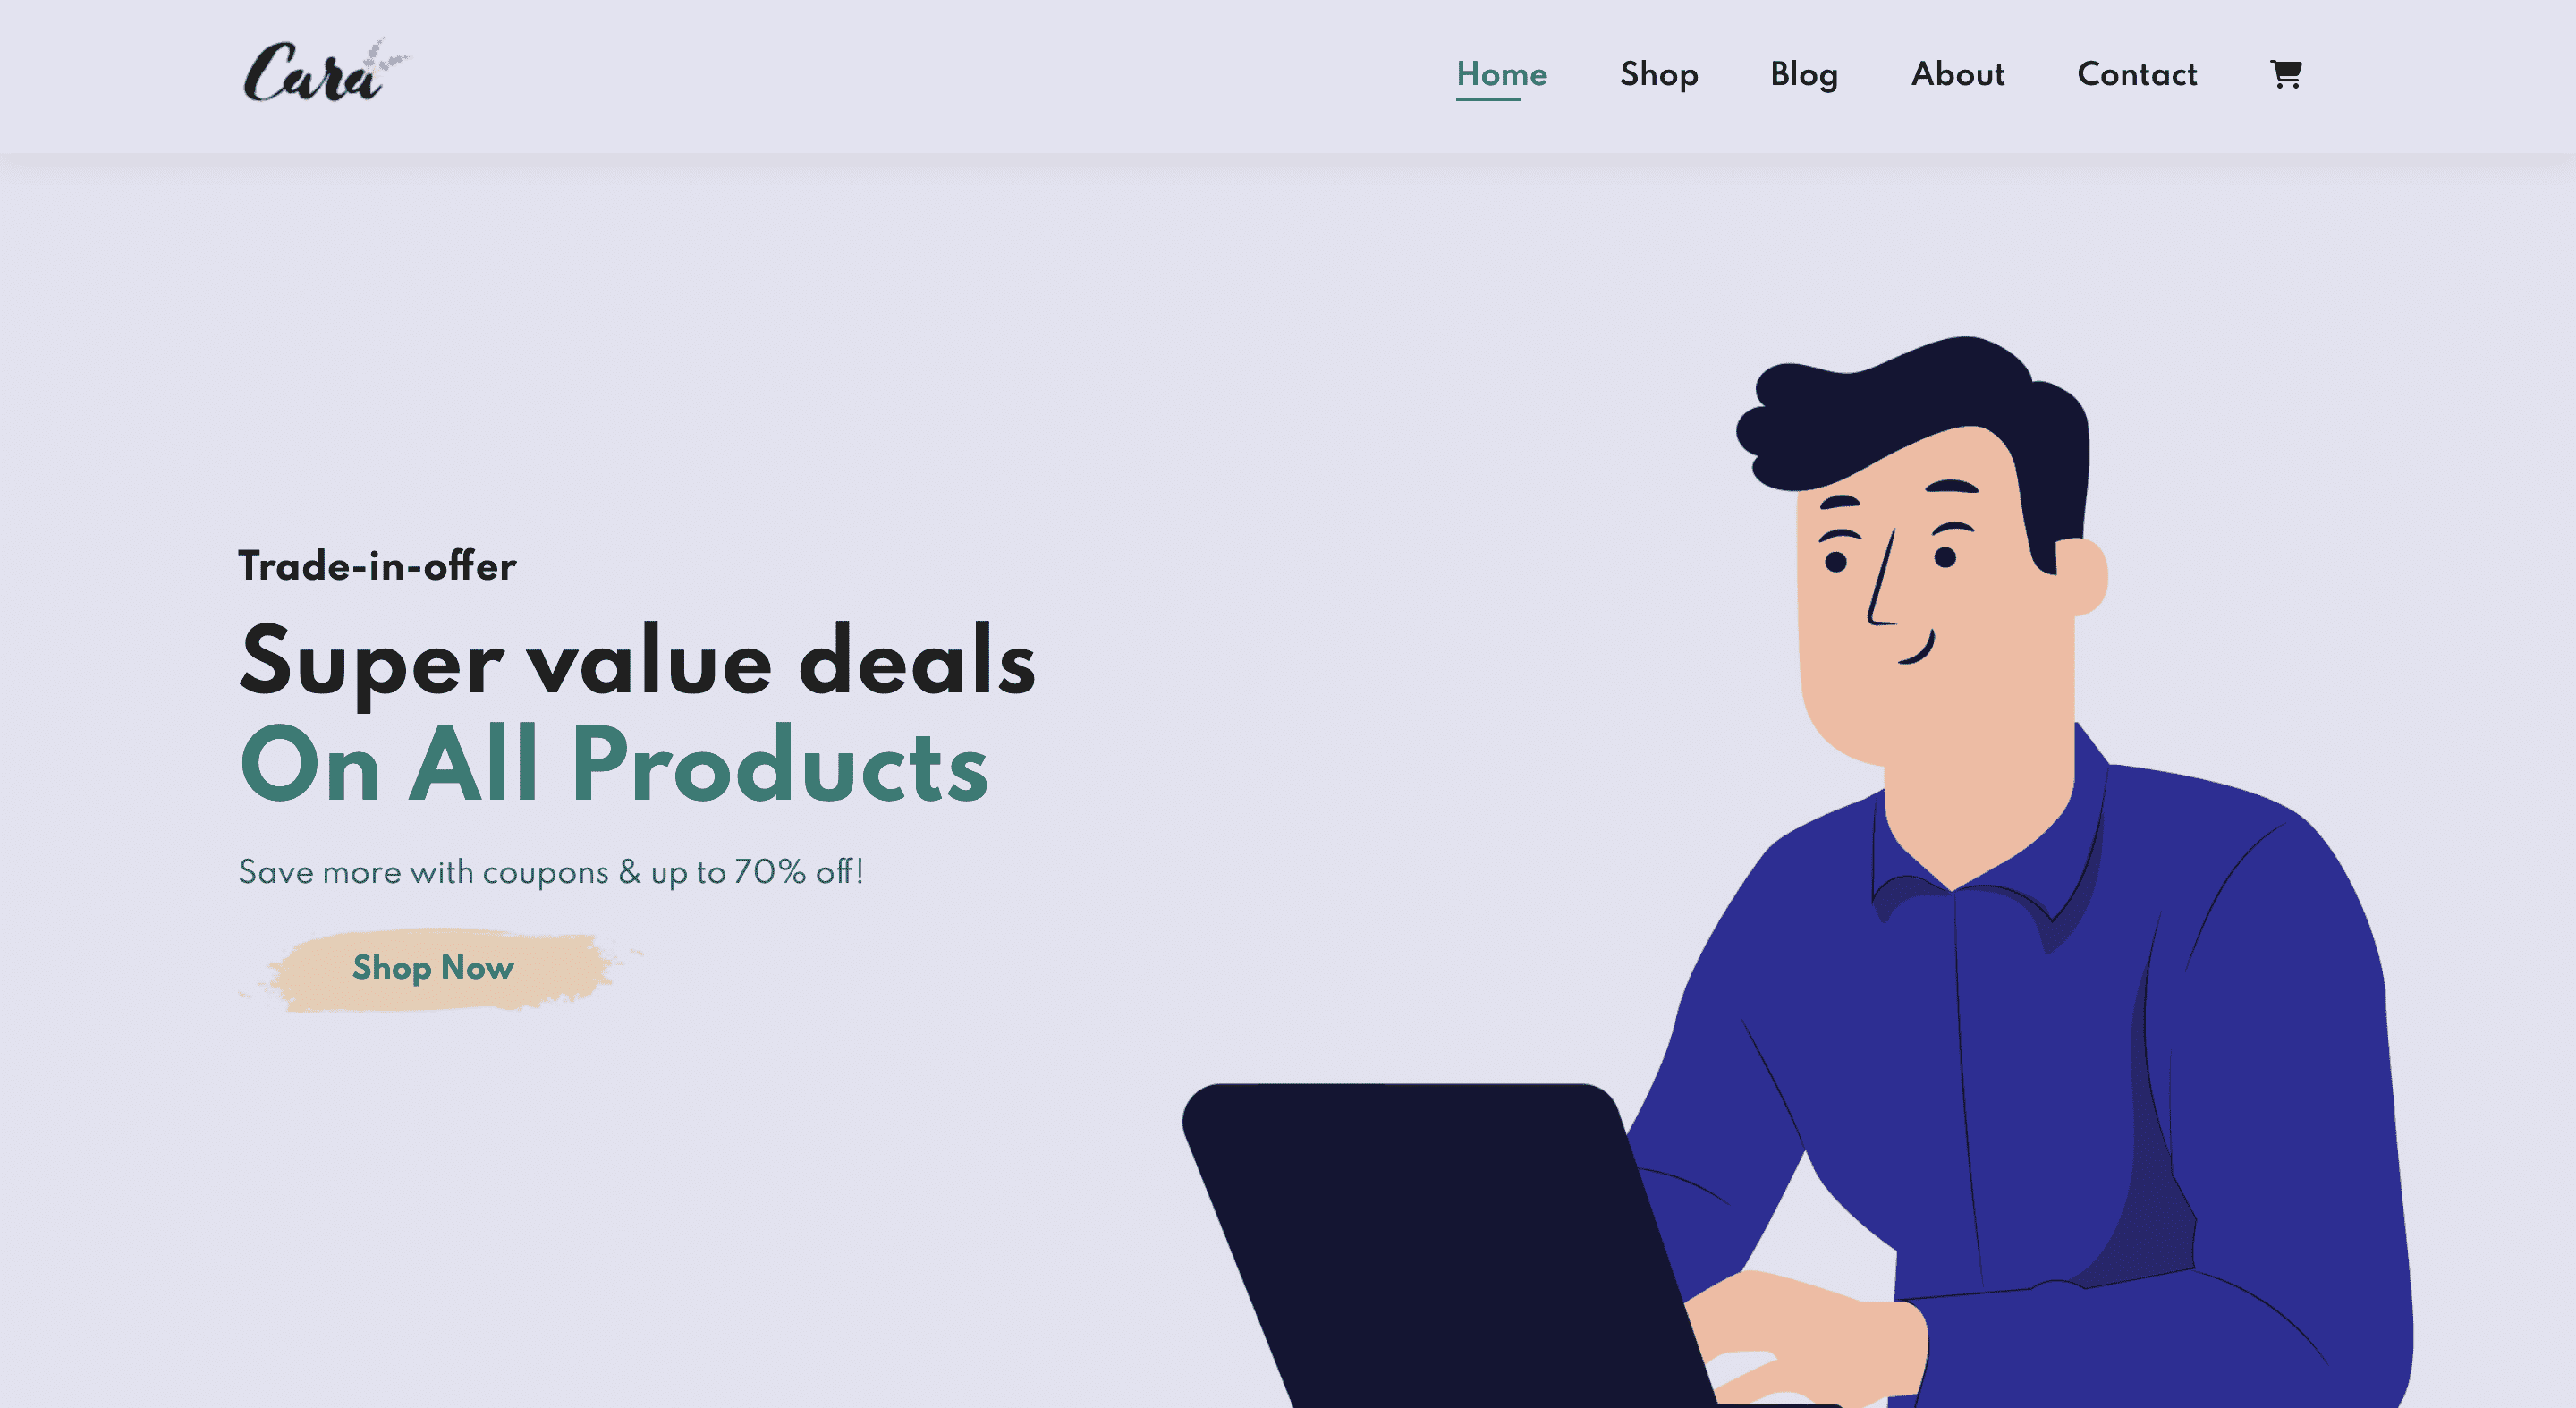 Cara
Home Shop Blog About Contact
Trade-in-offer
Super value deals
On All Products
Save more with coupons & up to 70% off!
Shop Now